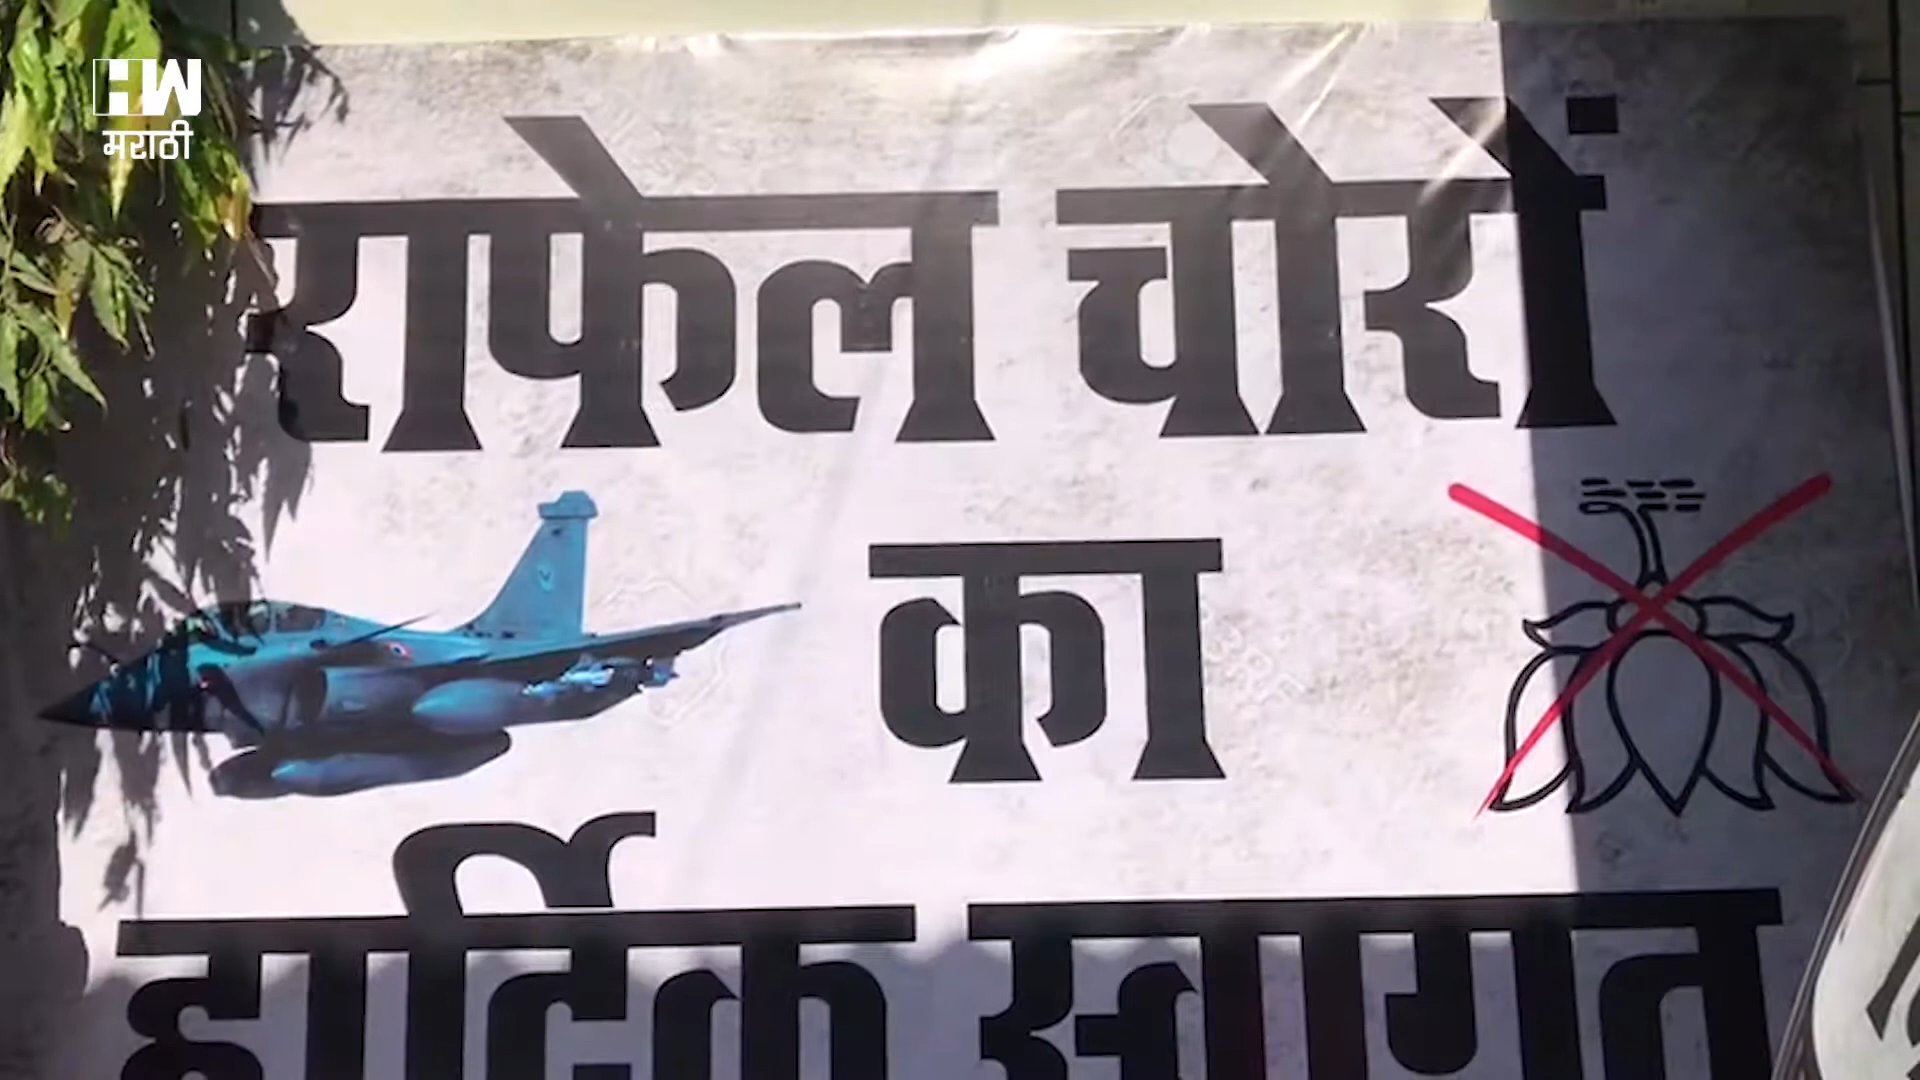 HW
मराठी
राफेल चोरों
का
हार्दिक स्वागत